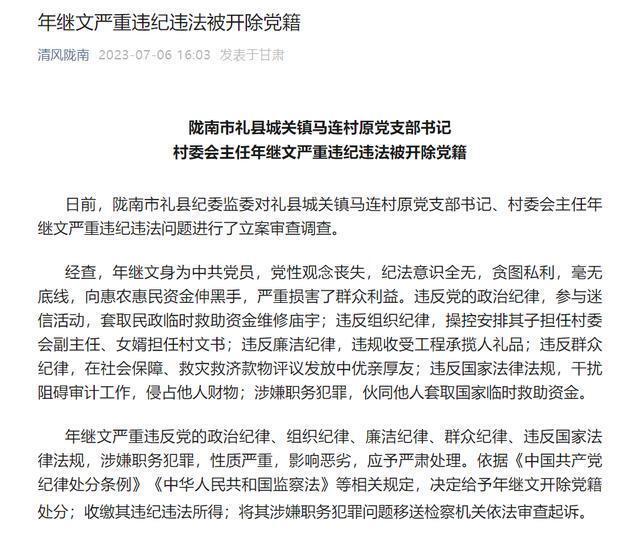 年继文严重违纪违法被开除党籍
清风陇南 2023-07-06 16:03 发表于甘肃
陇南市礼县城关镇马连村原党支部书记
村委会主任年继文严重违纪违法被开除党籍
日前，陇南市礼县纪委监委对礼县城关镇马连村原党支部书记、村委会主任年
继文严重违纪违法问题进行了立案审查调查。
经查，年继文身为中共党员，党性观念丧失，纪法意识全无，贪图私利，毫无
底线，向惠农惠民资金伸黑手，严重损害了群众利益。违反党的政治纪律，参与迷
信活动，套取民政临时救助资金维修庙宇；违反组织纪律，操控安排其子担任村委
会副主任、女婿担任村文书；违反廉洁纪律，违规收受工程承揽人礼品；违反群众
纪律，在社会保障、救灾救济款物评议发放中优亲厚友；违反国家法律法规，干扰
阻碍审计工作，侵占他人财物；涉嫌职务犯罪，伙同他人套取国家临时救助资金。
年继文严重违反党的政治纪律、组织纪律、廉洁纪律、群众纪律、违反国家法
律法规，涉嫌职务犯罪，性质严重，影响恶劣，应予严肃处理。依据《中国共产党
纪律处分条例》《中华人民共和国监察法》等相关规定，决定给予年继文开除党籍
处分；收缴其违纪违法所得；将其涉嫌职务犯罪问题移送检察机关依法审查起诉。